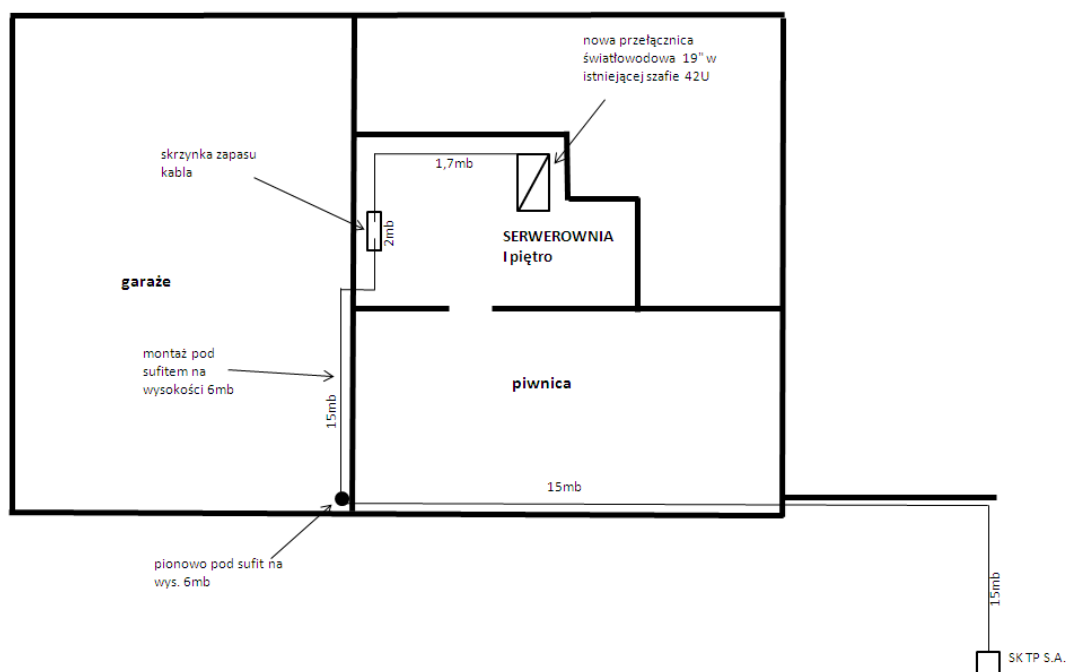 nowa przełącznica
światłowodowa 19" w
istniejącej szafie 42U
skrzynka zapasu
kabla
1,7mb
2mb
SERWEROWNIA
I piętro
garaże
montaż pod
sufitem na
wysokości 6mb
15mb
piwnica
15mb
pionowo pod sufit na
wys. 6mb
15mb
SK TP S.A.